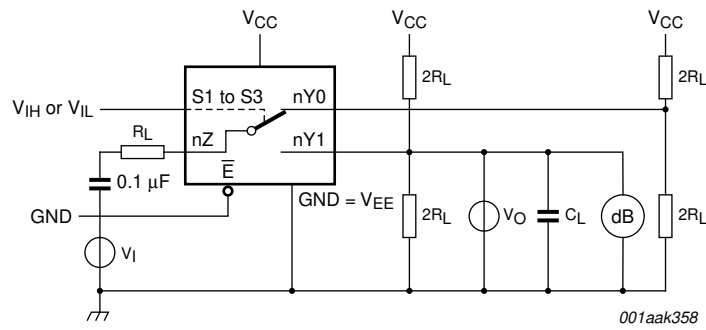 VCC
VCC
VCC
2RL
2RL
VIH or VIL
S1 to S3
nY0
RL
nZ
nY1
E
0.1 μF
GND = VEE
GND
2RL
VO
CL
dB
2RL
VI
001aak358